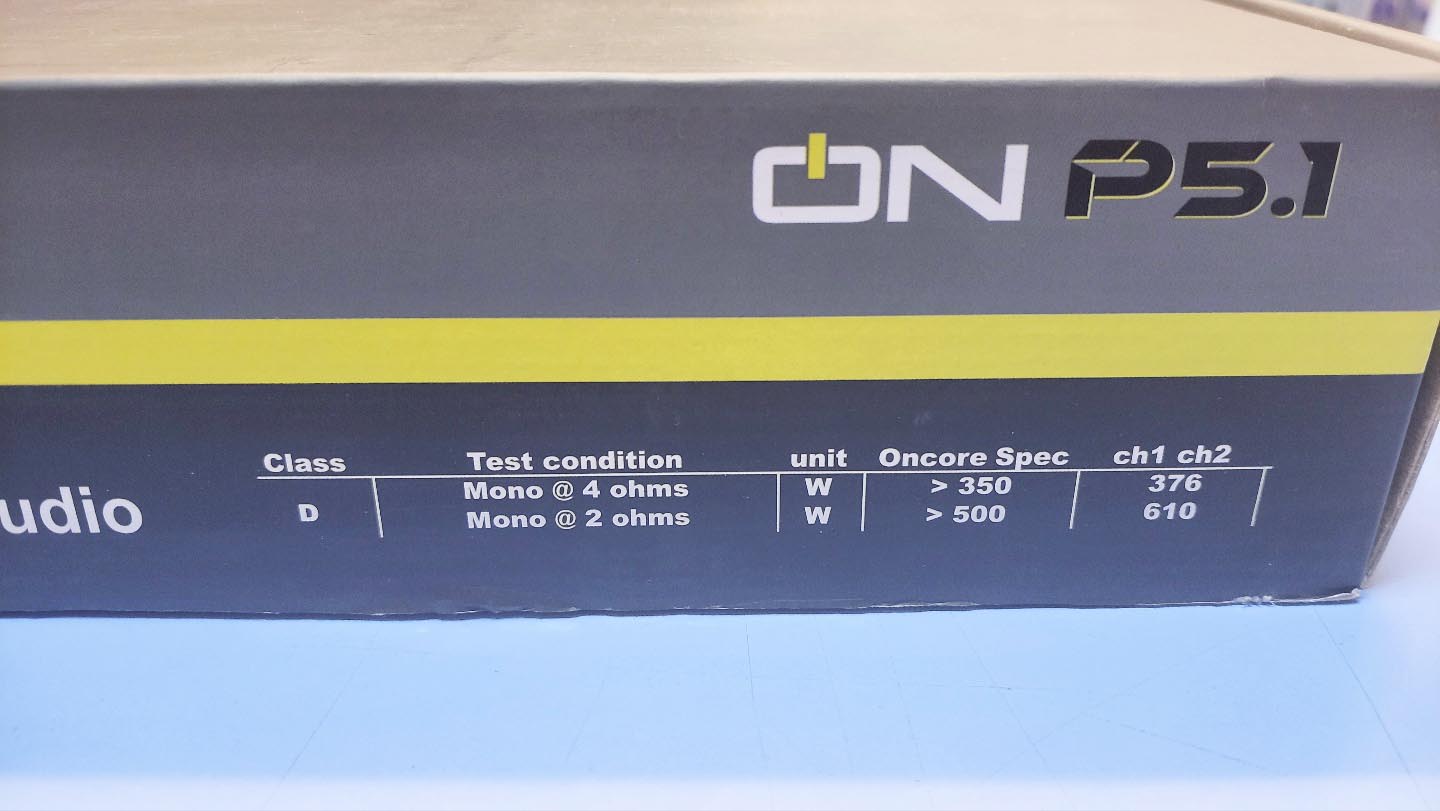 ON P5.1
Class Test condition unit Oncore Spec ch1 ch2
Mono @ 4 ohms W > 350 376
D
Mono @ 2 ohms W > 500 610
udio